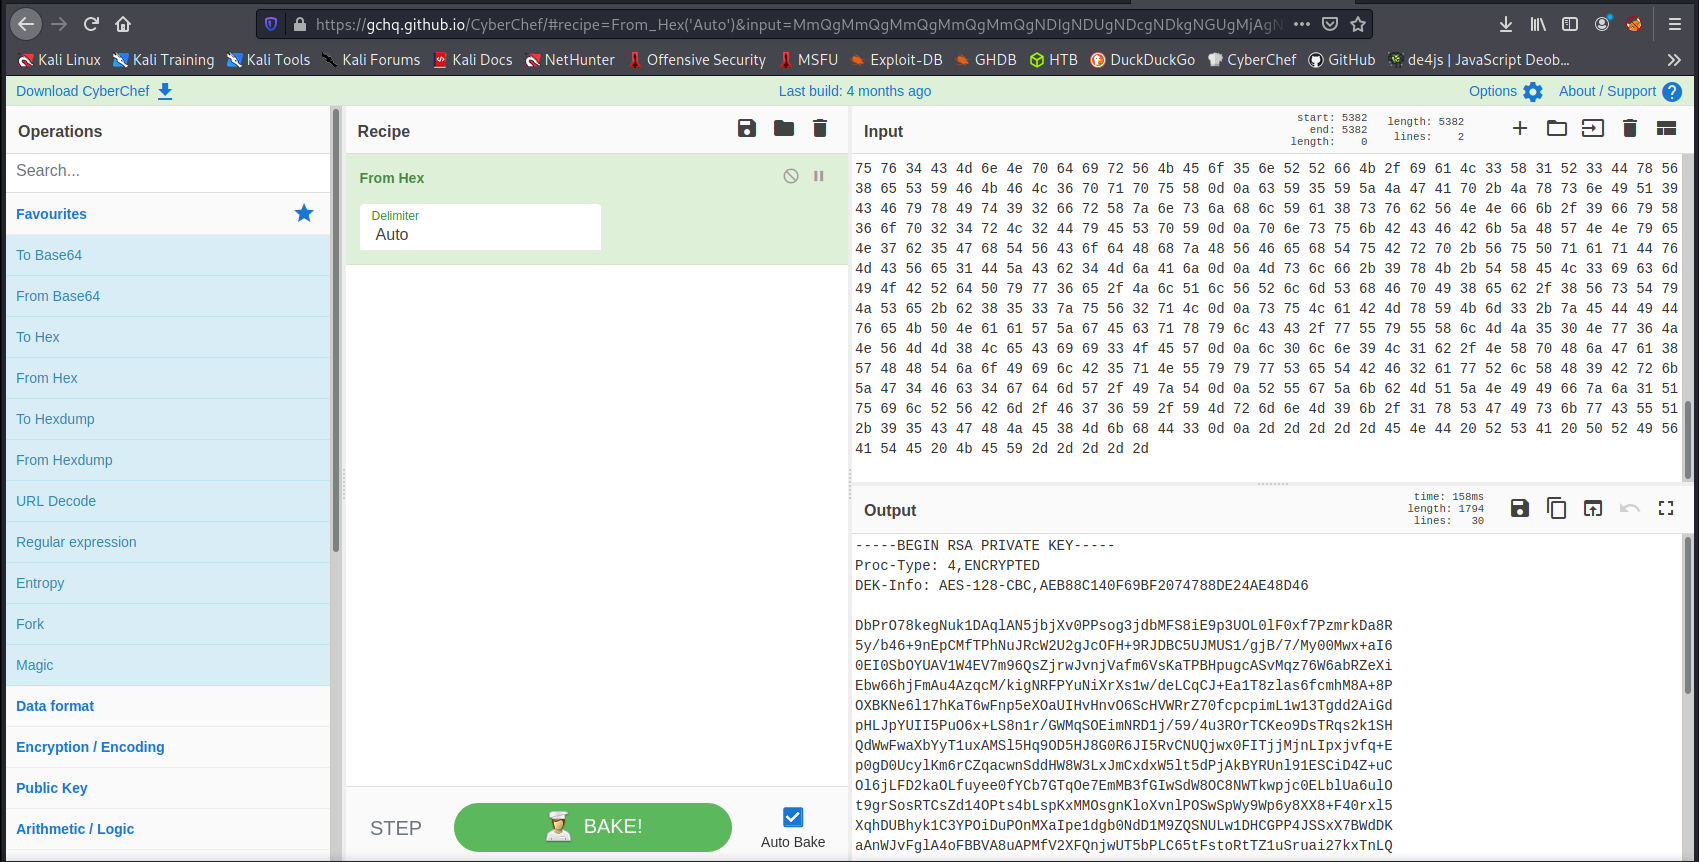 https://gchq.github.io/CyberChef/#recipe=From_Hex('Auto')&input=MmQgMmQgMmQgMmQgMmQgNDIgNDUgNDcgNDkgNGUgMjAgN
Kali Linux Kali Training Kali Tools Kali Forums Kali Docs NetHunter Offensive Security MSFU Exploit-DB GHDB HTB DuckDuckGo CyberChef GitHub de4js | JavaScript Deob...
Download CyberChef Last build: 4 months ago Options About / Support
Operations
Search...
Favourites
To Base64
From Base64
To Hex
From Hex
To Hexdump
From Hexdump
URL Decode
Regular expression
Entropy
Fork
Magic
Data format
Encryption / Encoding
Public Key
Arithmetic / Logic
Recipe
From Hex
Delimiter
Auto
STEP BAKE!
Auto Bake
Input
start: 5382
end: 5382
length: 0
length: 5382
lines: 2
75 76 34 43 4d 6e 4e 70 64 69 72 56 4b 45 6f 35 6e 52 52 66 4b 2f 69 61 4c 33 58 31 52 33 44 78 56
38 65 53 59 46 4b 46 4c 36 70 71 70 75 58 0d 0a 63 59 35 59 5a 4a 47 41 70 2b 4a 78 73 6e 49 51 39
43 46 79 78 49 74 39 32 66 72 58 7a 6e 73 6a 68 6c 59 61 38 73 76 62 56 4e 4e 66 6b 2f 39 66 79 58
36 6f 70 32 34 72 4c 32 44 79 45 53 70 59 0d 0a 70 6e 73 75 6b 42 43 46 42 6b 5a 48 57 4e 4e 79 65
4e 37 62 35 47 68 54 56 43 6f 64 48 68 7a 48 56 46 65 68 54 75 42 72 70 2b 56 75 50 71 61 71 44 76
4d 43 56 65 31 44 5a 43 62 34 4d 6a 41 6a 0d 0a 4d 73 6c 66 2b 39 78 4b 2b 54 58 45 4c 33 69 63 6d
49 4f 42 52 64 50 79 77 36 65 2f 4a 6c 51 6c 56 52 6c 6d 53 68 46 70 49 38 65 62 2f 38 56 73 54 79
4a 53 65 2b 62 38 35 33 7a 75 56 32 71 4c 0d 0a 73 75 4c 61 42 4d 78 59 4b 6d 33 2b 7a 45 44 49 44
76 65 4b 50 4e 61 61 57 5a 67 45 63 71 78 79 6c 43 43 2f 77 55 79 55 58 6c 4d 4a 35 30 4e 77 36 4a
4e 56 4d 4d 38 4c 65 43 69 69 33 4f 45 57 0d 0a 6c 30 6c 6e 39 4c 31 62 2f 4e 58 70 48 6a 47 61 38
57 48 48 54 6a 6f 49 69 6c 42 35 71 4e 55 79 79 77 53 65 54 42 46 32 61 77 52 6c 58 48 39 42 72 6b
5a 47 34 46 63 34 67 64 6d 57 2f 49 7a 54 0d 0a 52 55 67 5a 6b 62 4d 51 5a 4e 49 49 66 7a 6a 31 51
75 69 6c 52 56 42 6d 2f 46 37 36 59 2f 59 4d 72 6d 6e 4d 39 6b 2f 31 78 53 47 49 73 6b 77 43 55 51
2b 39 35 43 47 48 4a 45 38 4d 6b 68 44 33 0d 0a 2d 2d 2d 2d 2d 45 4e 44 20 52 53 41 20 50 52 49 56
41 54 45 20 4b 45 59 2d 2d 2d 2d 2d
Output
time: 158ms
length: 1794
lines: 30
-----BEGIN RSA PRIVATE KEY-----
Proc-Type: 4,ENCRYPTED
DEK-Info: AES-128-CBC,AEB88C140F69BF2074788DE24AE48D46

DbPrO78kegNuk1DAqlAN5jbjXv0PPsog3jdbMFS8iE9p3UOL0lF0xf7PzmrkDa8R
5y/b46+9nEpCMfTPhNuJRcW2U2gJcOFH+9RJDBC5UJMUS1/gjB/7/My00Mwx+aI6
0EI0SbOYUAV1W4EV7m96QsZjrwJvnjVafm6VsKaTPBHpugcASvMqz76W6abRZeXi
Ebw66hjFmAu4AzqcM/kigNRFPYuNiXrXs1w/deLCqCJ+Ea1T8zlas6fcmhM8A+8P
OXBKNe6l17hKaT6wFnp5eXOaUIHvHnvO6ScHVWRrZ70fcpcpimL1w13Tgdd2AiGd
pHLJpYUII5PuO6x+LS8n1r/GWMqSOEimNRD1j/59/4u3ROrTCKeo9DsTRqs2k1SH
QdWwFwaXbYyT1uxAMSl5Hq9OD5HJ8G0R6JI5RvCNUQjwx0FITjjMjnLIpxjvfq+E
p0gD0UcylKm6rCZqacwnSddHW8W3LxJmCxdxW5lt5dPjAkBYRUnl91ESCiD4Z+uC
Ol6jLFD2kaOLfuyee0fYCb7GTqOe7EmMB3fGIwSdW8OC8NWTkwpjc0ELblUa6ulO
t9grSosRTCsZd14OPts4bLspKxMMOsgnKloXvnlPOSwSpWy9Wp6y8XX8+F40rxl5
XqhDUBhyk1C3YPOiDuPOnMXaIpe1dgb0NdD1M9ZQSNULw1DHCGPP4JSSxX7BWdDK
aAnWJvFglA4oFBBVA8uAPMfV2XFQnjwUT5bPLC65tFstoRtTZ1uSruai27kxTnLQ